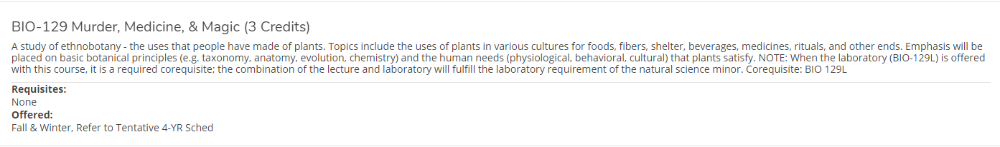 BIO-129 Murder, Medicine, & Magic (3 Credits)
A study of ethnobotany - the uses that people have made of plants. Topics include the uses of plants in various cultures for foods, fibers, shelter, beverages, medicines, rituals, and other ends. Emphasis will be
placed on basic botanical principles (e.g. taxonomy, anatomy, evolution, chemistry) and the human needs (physiological, behavioral, cultural) that plants satisfy. NOTE: When the laboratory (BIO-129L) is offered
with this course, it is a required corequisite; the combination of the lecture and laboratory will fulfill the laboratory requirement of the natural science minor. Corequisite: BIO 129L
Requisites:
None
Offered:
Fall & Winter, Refer to Tentative 4-YR Sched